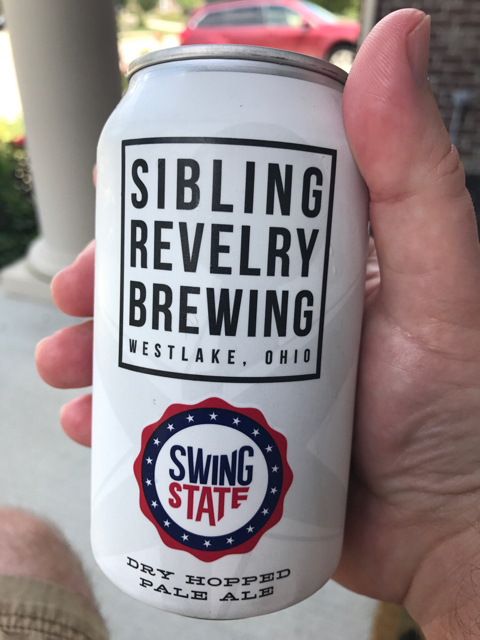 SIBLING
REVELRY
BREWING
WESTLAKE, OHIO
SWING
STATE
DRY HOPPED
PALE ALE